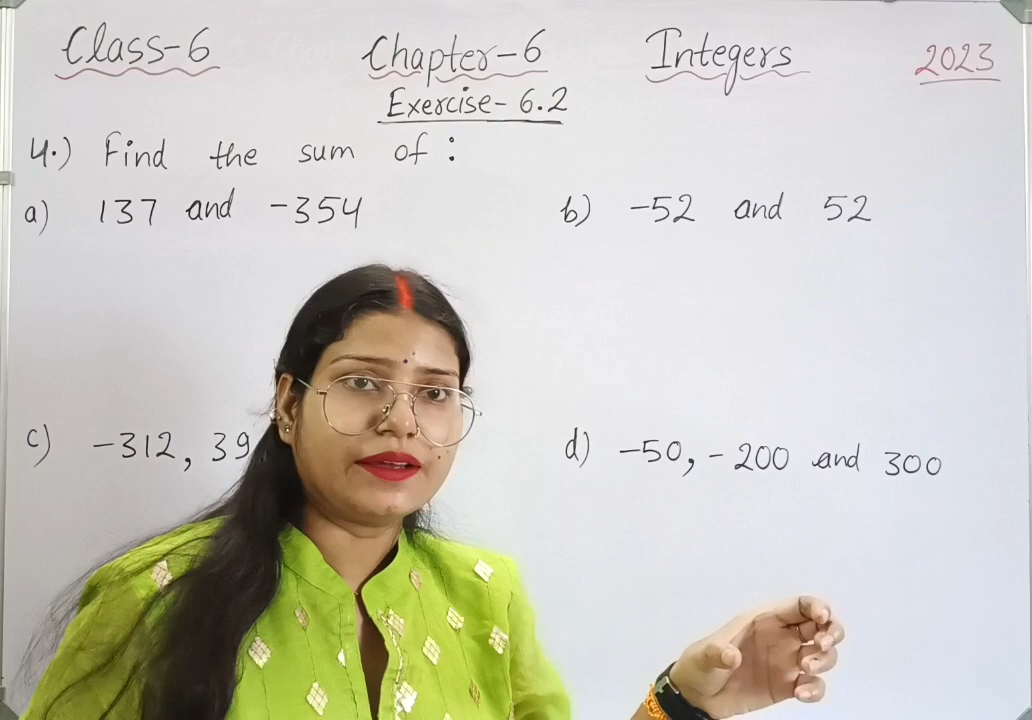 Class-6 Chapter-6 Integers 2023
Exercise- 6.2
4.) Find the sum of :
a) 137 and -354 b) -52 and 52
c) -312, 39 d) -50, - 200 and 300